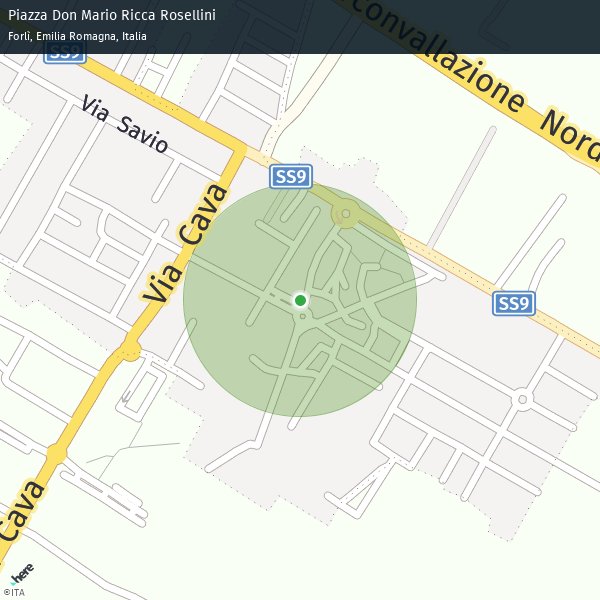 Piazza Don Mario Ricca Rosellini
Forlì, Emilia Romagna, Italia
SS9
convallazione Nord
Via Savio
SS9
Via Cava
SS9
Cava
here
©ITA